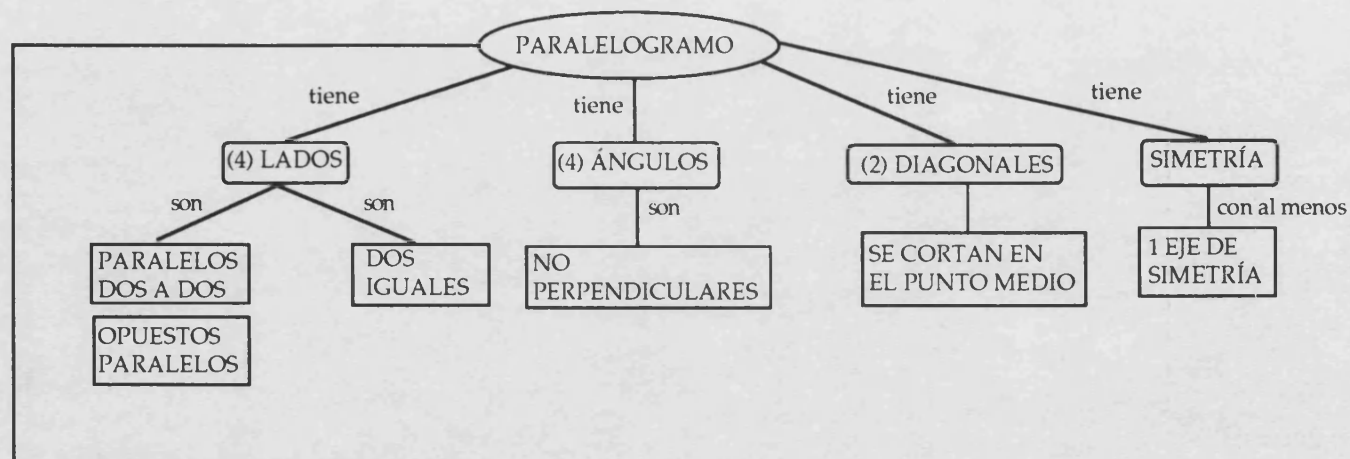 PARALELOGRAMO
tiene
tiene
tiene
tiene
(4) LADOS
(4) ÁNGULOS
(2) DIAGONALES
SIMETRÍA
son
son
son
con al menos
PARALELOS
DOS A DOS
DOS
IGUALES
NO
PERPENDICULARES
SE CORTAN EN
EL PUNTO MEDIO
1 EJE DE
SIMETRÍA
OPUESTOS
PARALELOS